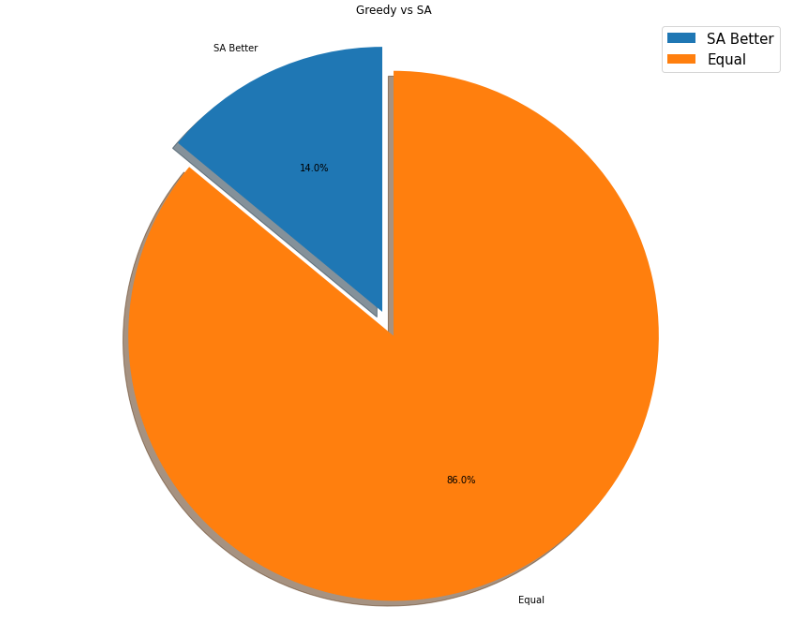 Greedy vs SA
SA Better
SA Better
Equal
14.0%
86.0%
Equal